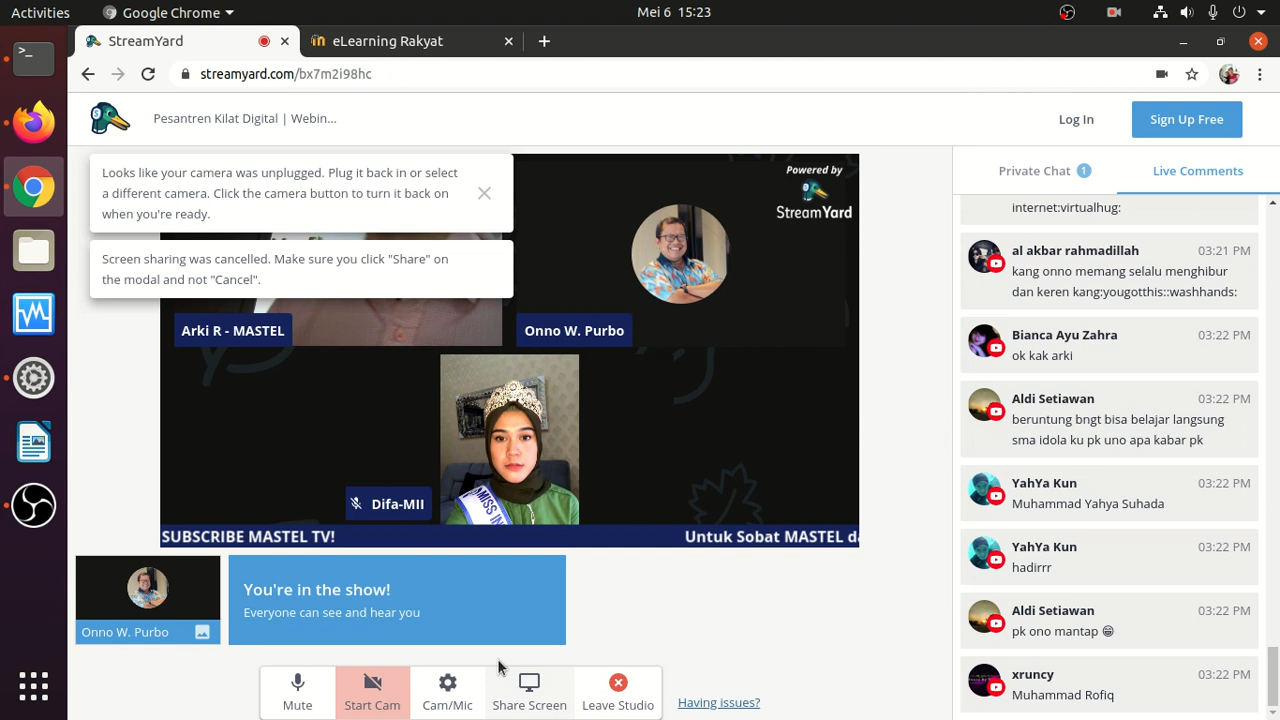 Activities
Google Chrome
Mei 6 15:23
StreamYard
eLearning Rakyat
streamyard.com/bx7m2i98hc
Pesantren Kilat Digital | Webin...
Log In
Sign Up Free
Looks like your camera was unplugged. Plug it back in or select
a different camera. Click the camera button to turn it back on
when you're ready.
Screen sharing was cancelled. Make sure you click "Share" on
the modal and not "Cancel".
Powered by
StreamYard
Arki R - MASTEL
Onno W. Purbo
MISS IN
Difa-MII
SUBSCRIBE MASTEL TV!
Untuk Sobat MASTEL da
Onno W. Purbo
You're in the show!
Everyone can see and hear you
Mute
Start Cam
Cam/Mic
Share Screen
Leave Studio
Having issues?
Private Chat 1
Live Comments
internet:virtualhug:
al akbar rahmadillah 03:21 PM
kang onno memang selalu menghibur
dan keren kang:yougotthis::washhands:
Bianca Ayu Zahra 03:22 PM
ok kak arki
Aldi Setiawan 03:22 PM
beruntung bngt bisa belajar langsung
sma idola ku pk uno apa kabar pk
YahYa Kun 03:22 PM
Muhammad Yahya Suhada
YahYa Kun 03:22 PM
hadirrr
Aldi Setiawan 03:22 PM
pk ono mantap 😁
xruncy 03:22 PM
Muhammad Rofiq